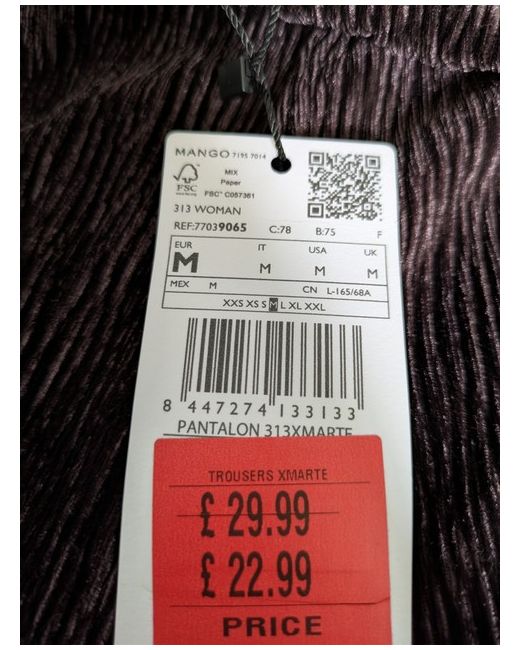 MANGO 7195 7014
MIX
Paper
FSC
FSC® C057361
313 WOMAN
REF:77039065 C:78 B:75 F
EUR IT USA UK
M M M M
MEX M CN L-165/68A
XXS XS S M L XL XXL
8 447274 133133
PANTALON 313XMARTE
TROUSERS XMARTE
£ 29.99
£ 22.99
PRICE